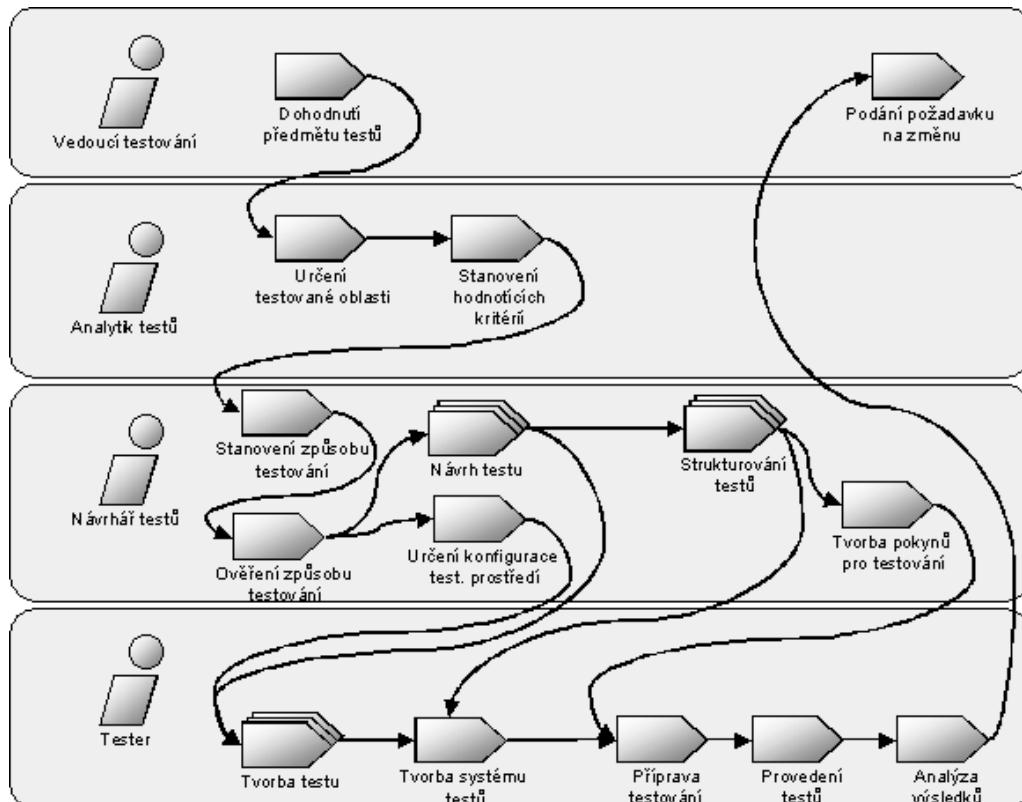 Vedoucí testování
Dohodnutí
předmětu testů
Podání požadavku
na změnu
Analytik testů
Určení
testované oblasti
Stanovení
hodnotících
kritérií
Návrhář testů
Stanovení způsobu
testování
Ověření způsobu
testování
Návrh testu
Určení konfigurace
test. prostředí
Strukturování
testů
Tvorba pokynů
pro testování
Tester
Tvorba testu
Tvorba systému
testů
Příprava
testování
Provedení
testů
Analýza
výsledků